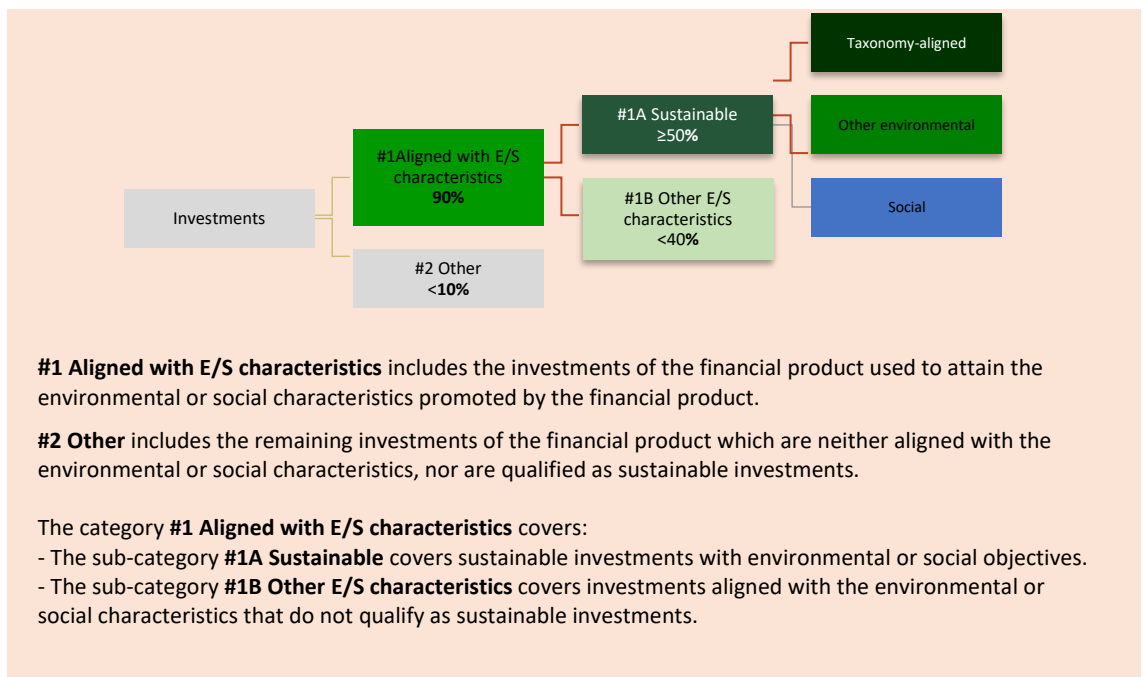 Taxonomy-aligned
#1A Sustainable
≥50%
Other environmental
#1Aligned with E/S
characteristics
90%
#1B Other E/S
characteristics
<40%
Investments
Social
#2 Other
<10%
#1 Aligned with E/S characteristics includes the investments of the financial product used to attain the
environmental or social characteristics promoted by the financial product.
#2 Other includes the remaining investments of the financial product which are neither aligned with the
environmental or social characteristics, nor are qualified as sustainable investments.
The category #1 Aligned with E/S characteristics covers:
- The sub-category #1A Sustainable covers sustainable investments with environmental or social objectives.
- The sub-category #1B Other E/S characteristics covers investments aligned with the environmental or
social characteristics that do not qualify as sustainable investments.